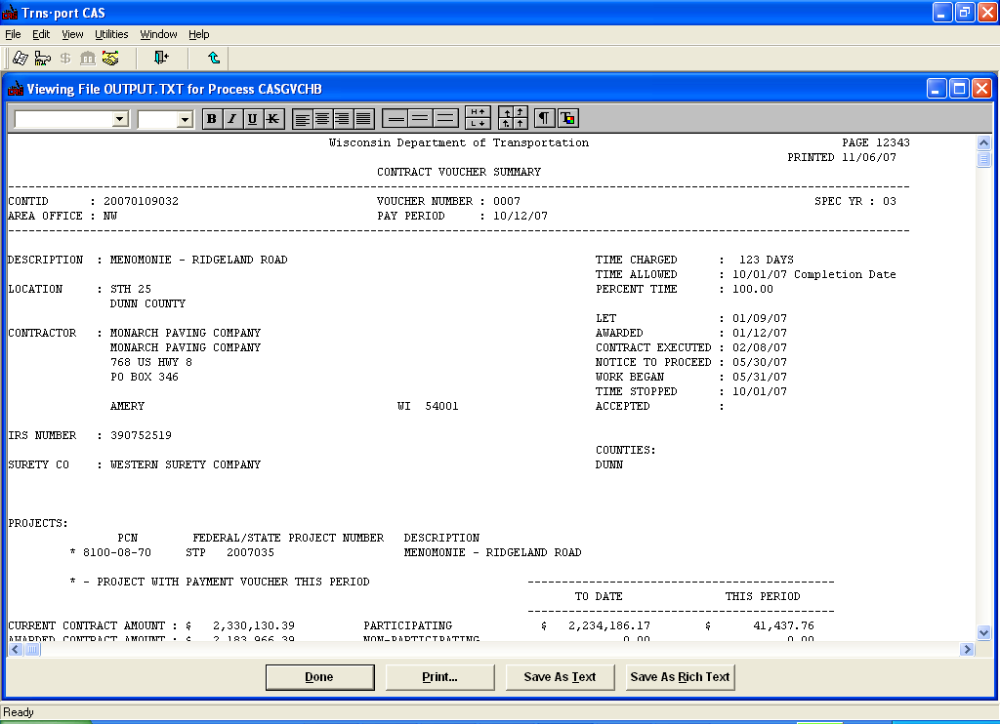 Trns·port CAS
File Edit View Utilities Window Help
Viewing File OUTPUT.TXT for Process CASGVCHB
B I U K
Wisconsin Department of Transportation PAGE 12343
PRINTED 11/06/07
CONTRACT VOUCHER SUMMARY
CONTID : 20070109032 VOUCHER NUMBER : 0007 SPEC YR : 03
AREA OFFICE : NW PAY PERIOD : 10/12/07
DESCRIPTION : MENOMONIE - RIDGELAND ROAD TIME CHARGED : 123 DAYS
TIME ALLOWED : 10/01/07 Completion Date
LOCATION : STH 25 PERCENT TIME : 100.00
DUNN COUNTY
LET : 01/09/07
CONTRACTOR : MONARCH PAVING COMPANY AWARDED : 01/12/07
MONARCH PAVING COMPANY CONTRACT EXECUTED : 02/08/07
768 US HWY 8 NOTICE TO PROCEED : 05/30/07
PO BOX 346 WORK BEGAN : 05/31/07
TIME STOPPED : 10/01/07
AMERY WI 54001 ACCEPTED :
IRS NUMBER : 390752519
COUNTIES:
SURETY CO : WESTERN SURETY COMPANY DUNN
PROJECTS:
PCN FEDERAL/STATE PROJECT NUMBER DESCRIPTION
* 8100-08-70 STP 2007035 MENOMONIE - RIDGELAND ROAD
* - PROJECT WITH PAYMENT VOUCHER THIS PERIOD
TO DATE THIS PERIOD
CURRENT CONTRACT AMOUNT : $ 2,330,130.39 PARTICIPATING $ 2,234,186.17 $ 41,437.76
AWARDED CONTRACT AMOUNT : $ 2,183,966.39 NON-PARTICIPATING 0.00 0.00
Done Print... Save As Text Save As Rich Text
Ready